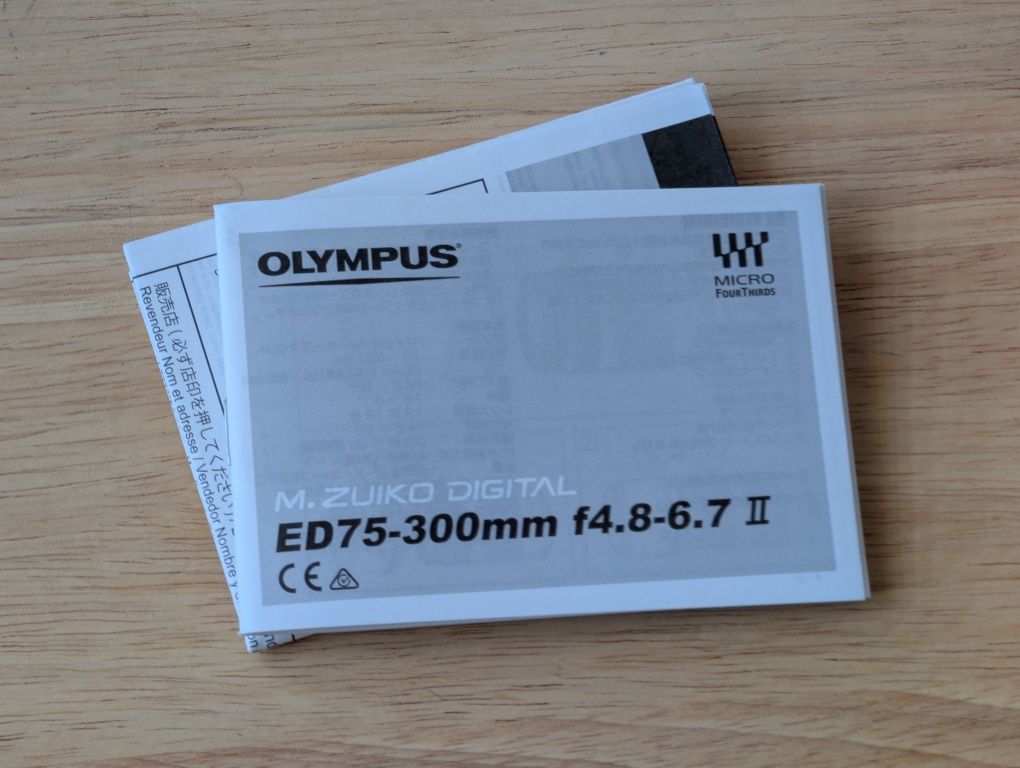 OLYMPUS®
MICRO
FOURTHIRDS
M.ZUIKO DIGITAL
ED75-300mm f4.8-6.7 II
CE
販売店 (必ず店印を押してください)
Revendeur Nom et adresse / Vendedor Nombre y